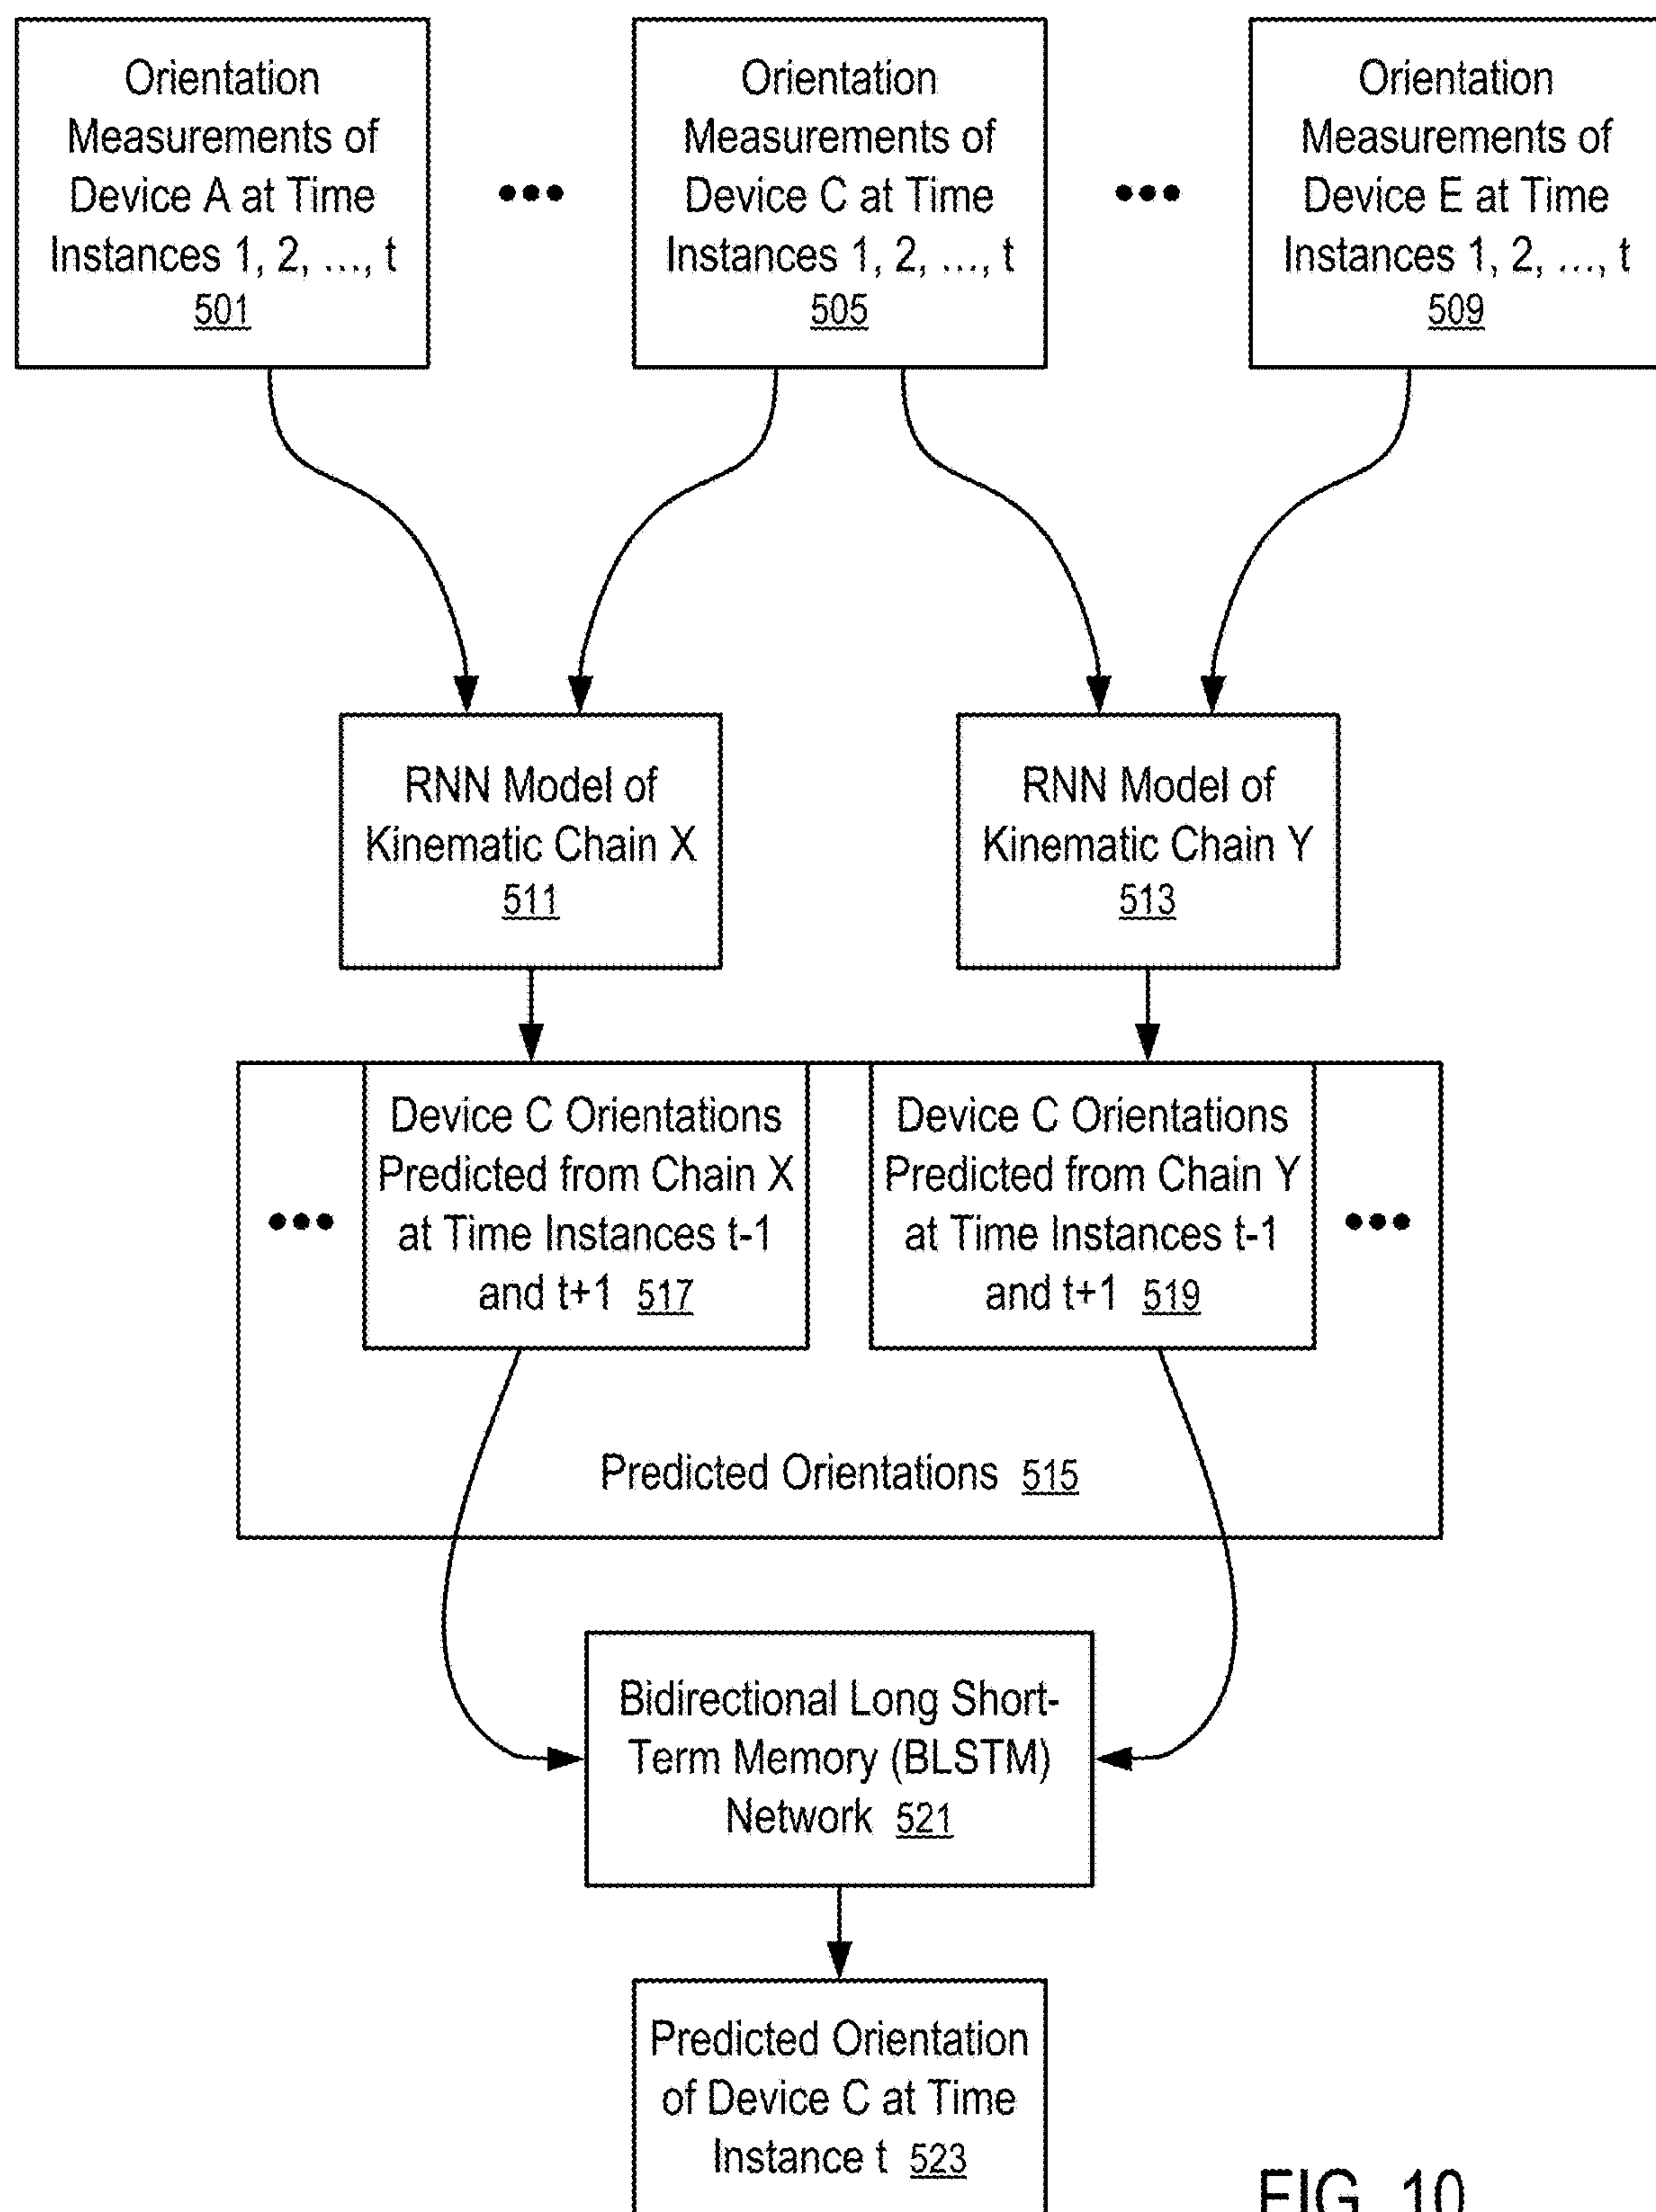 Orientation
Measurements of
Device A at Time
Instances 1, 2, ..., t
501
•••
Orientation
Measurements of
Device C at Time
Instances 1, 2, ..., t
505
•••
Orientation
Measurements of
Device E at Time
Instances 1, 2, ..., t
509
RNN Model of
Kinematic Chain X
511
RNN Model of
Kinematic Chain Y
513
•••
Device C Orientations
Predicted from Chain X
at Time Instances t-1
and t+1 517
Device C Orientations
Predicted from Chain Y
at Time Instances t-1
and t+1 519
•••
Predicted Orientations 515
Bidirectional Long Short-
Term Memory (BLSTM)
Network 521
Predicted Orientation
of Device C at Time
Instance t 523
FIG. 10